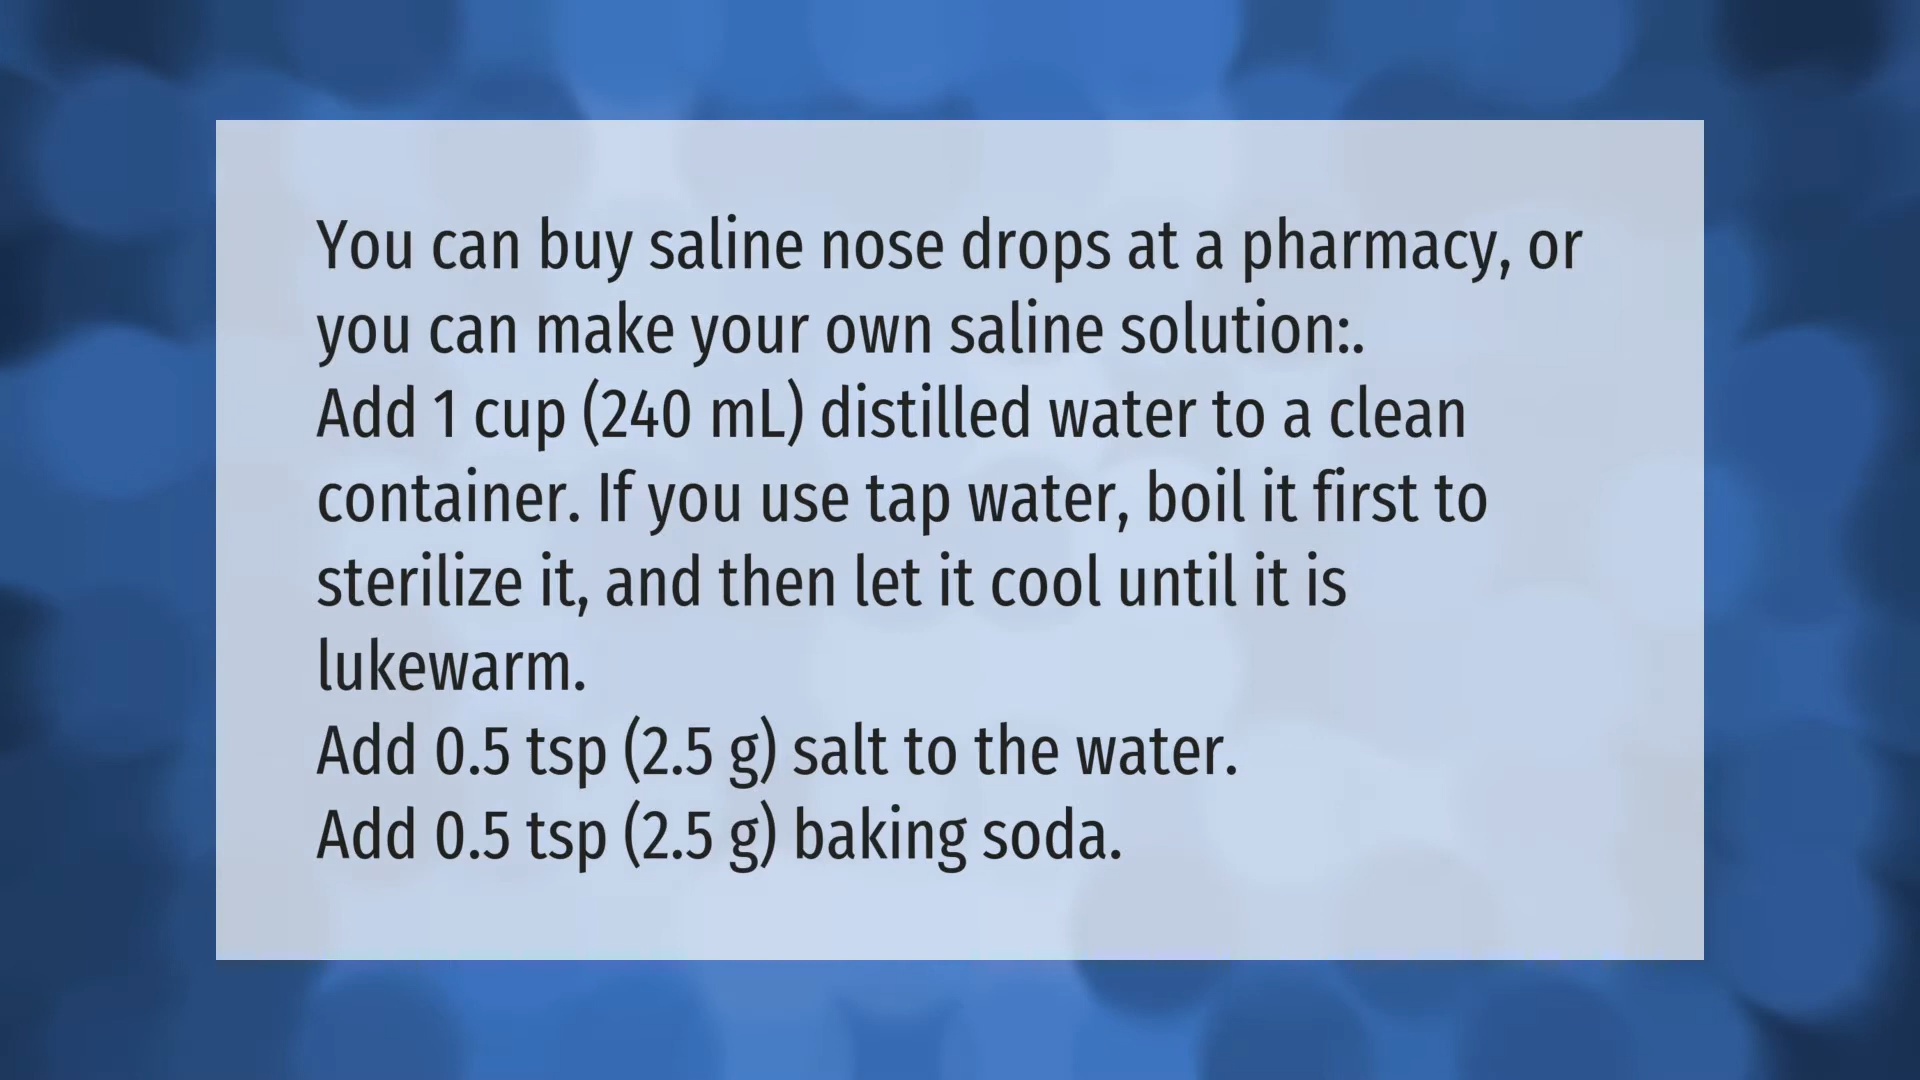 You can buy saline nose drops at a pharmacy, or
you can make your own saline solution:.
Add 1 cup (240 mL) distilled water to a clean
container. If you use tap water, boil it first to
sterilize it, and then let it cool until it is
lukewarm.
Add 0.5 tsp (2.5 g) salt to the water.
Add 0.5 tsp (2.5 g) baking soda.